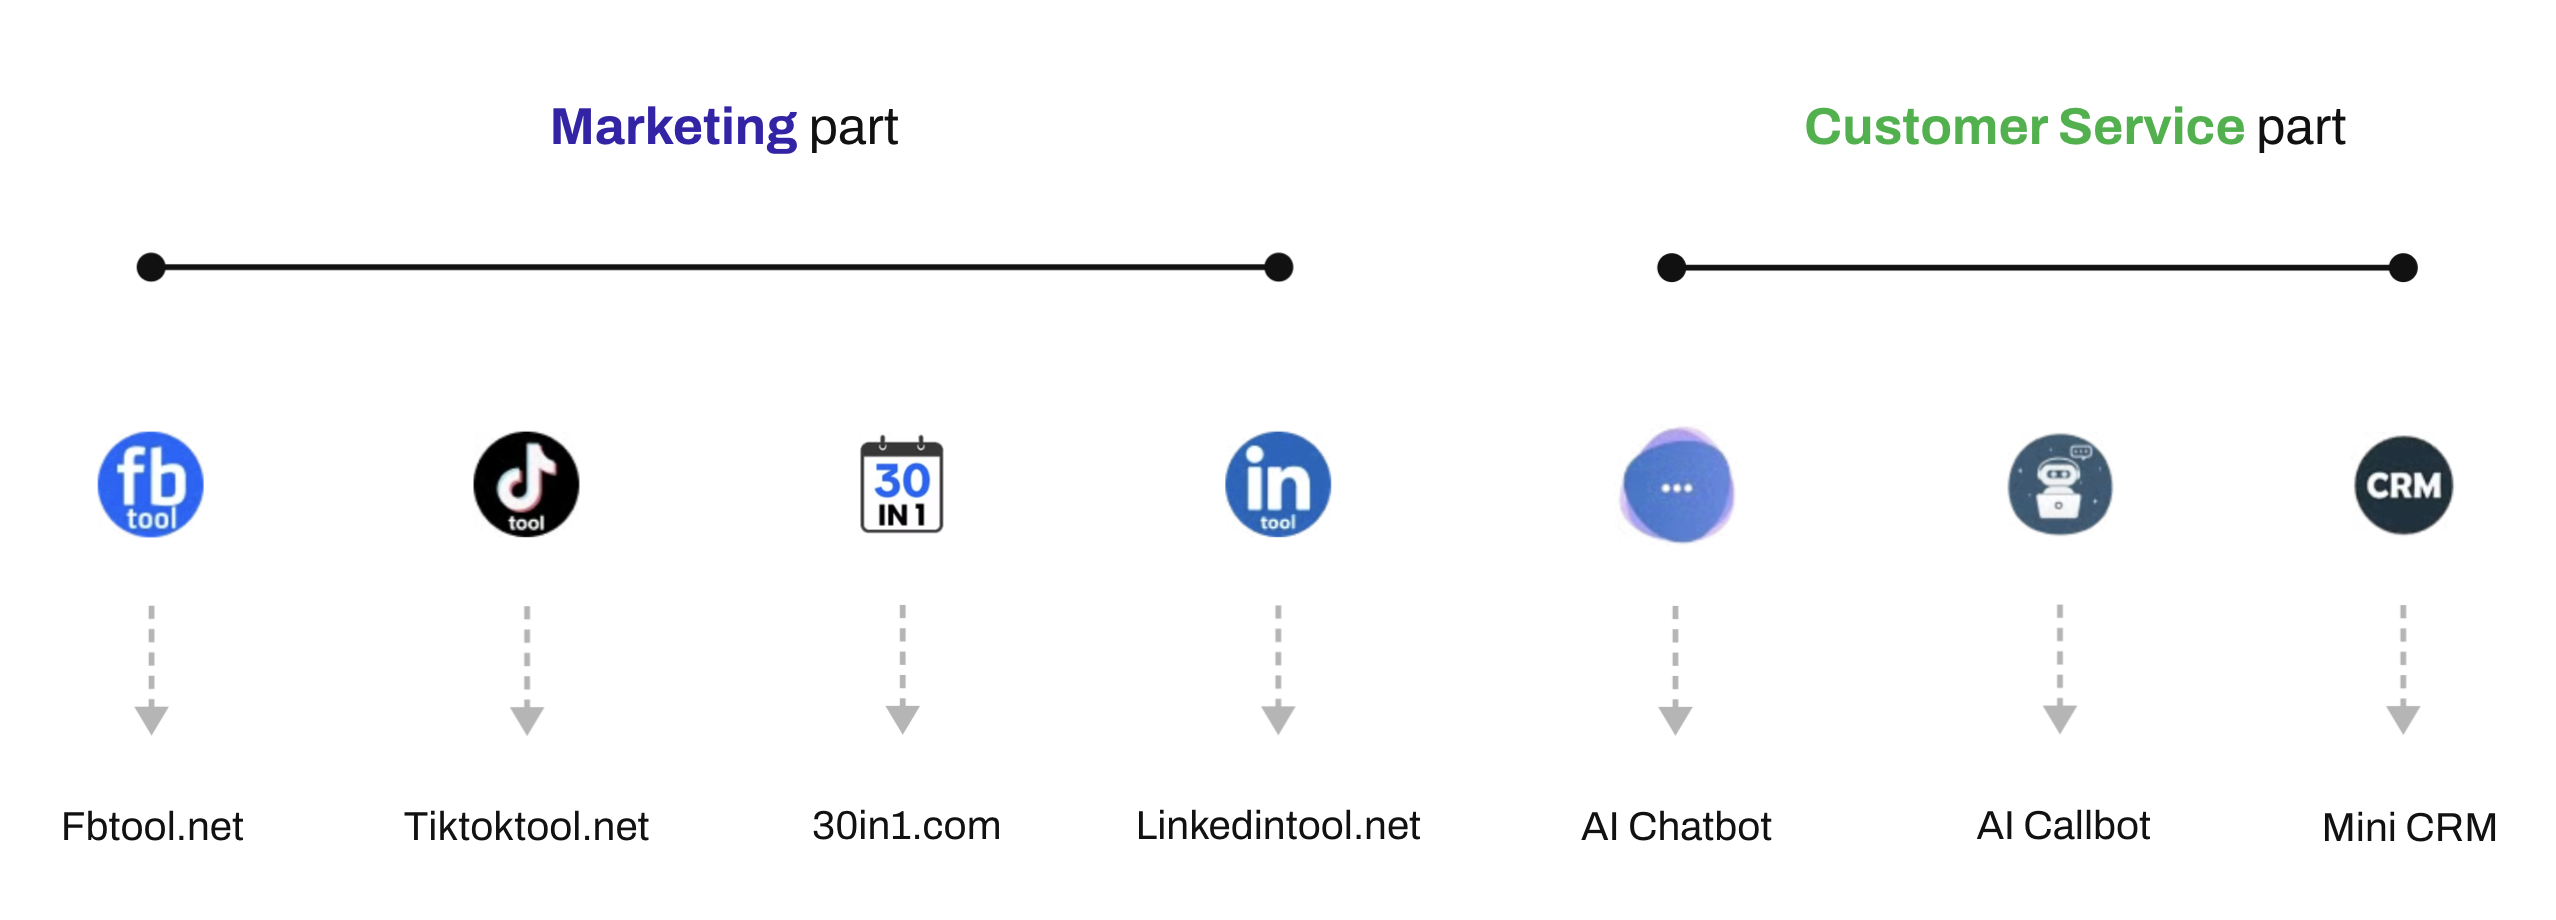 Marketing part
Customer Service part
fb
tool
tool
30
IN 1
in
tool
CRM
Fbtool.net
Tiktoktool.net
30in1.com
Linkedintool.net
AI Chatbot
AI Callbot
Mini CRM